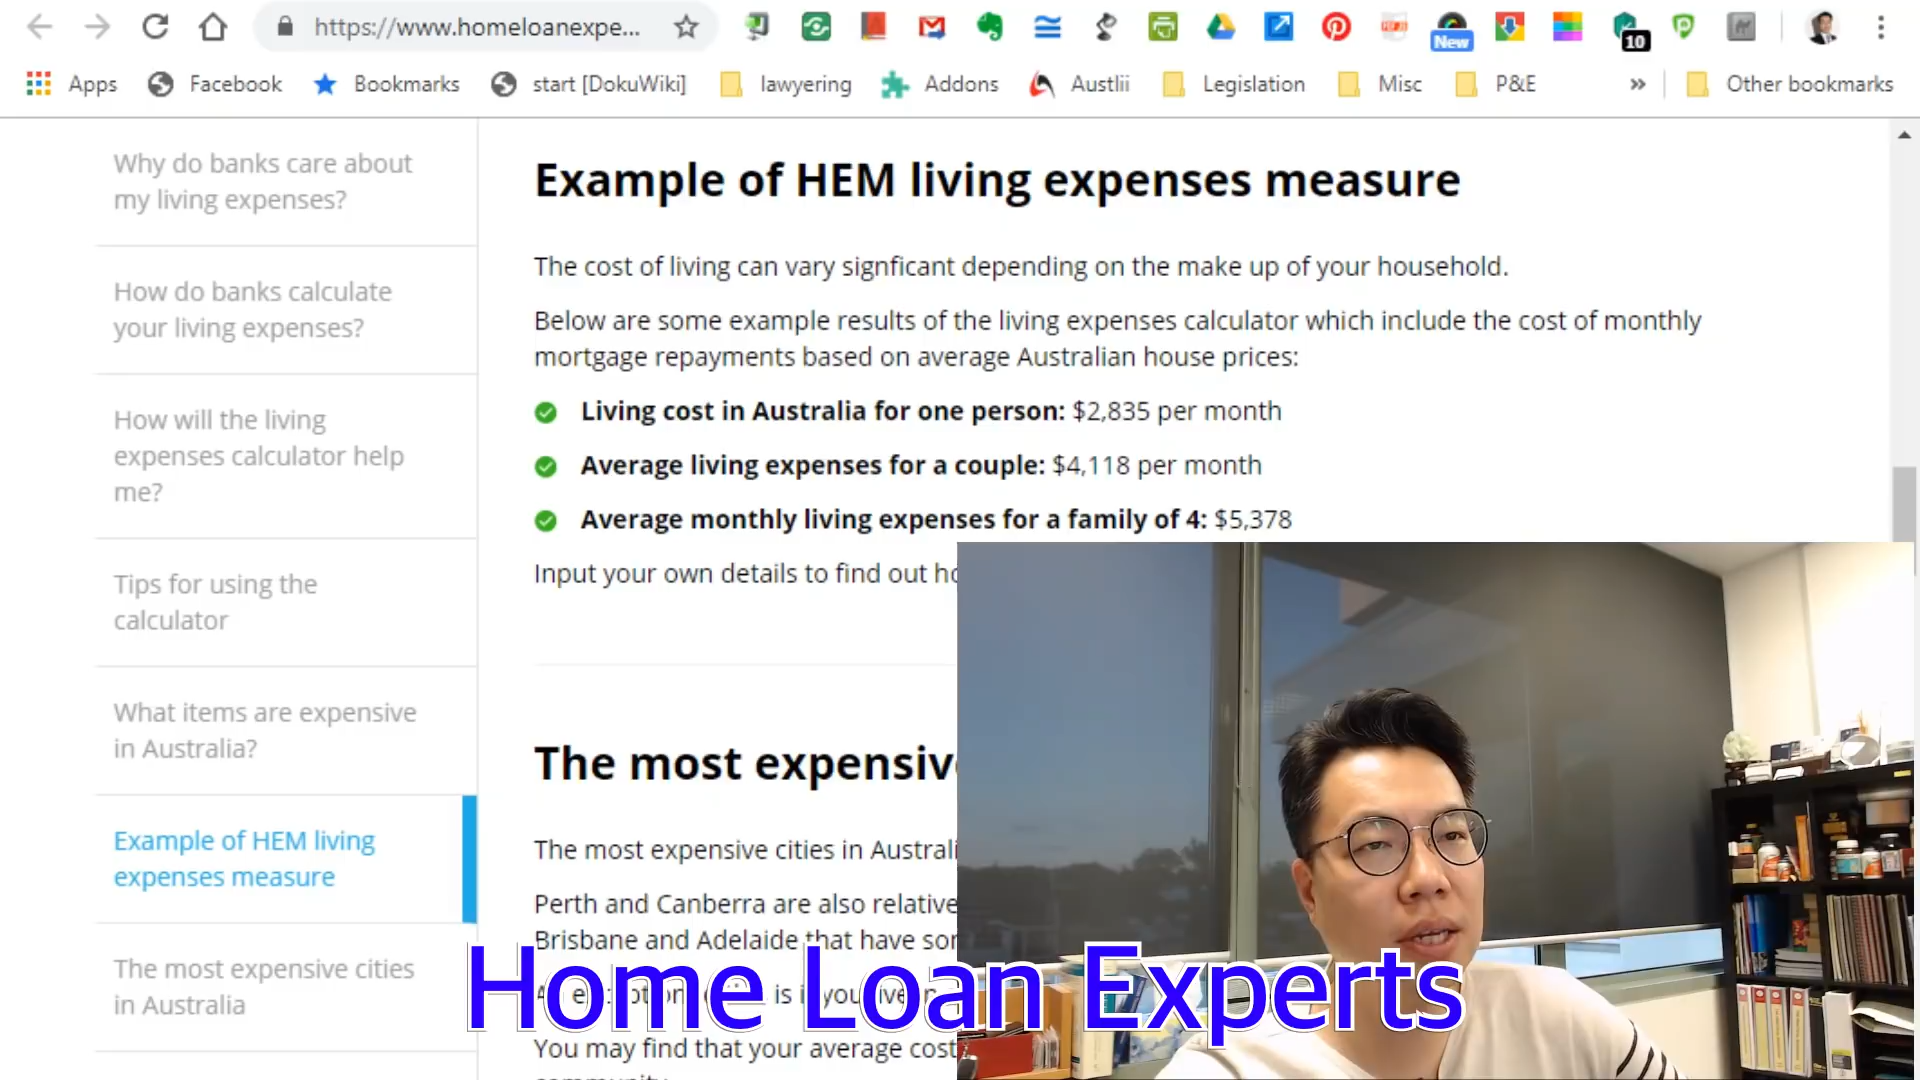 https://www.homeloanexpe...
New
10
Apps
Facebook
Bookmarks
start [DokuWiki]
lawyering
Addons
Austlii
Legislation
Misc
P&E
»
Other bookmarks
Why do banks care about
my living expenses?
How do banks calculate
your living expenses?
How will the living
expenses calculator help
me?
Tips for using the
calculator
What items are expensive
in Australia?
Example of HEM living
expenses measure
The most expensive cities
in Australia
Example of HEM living expenses measure
The cost of living can vary signficant depending on the make up of your household.
Below are some example results of the living expenses calculator which include the cost of monthly
mortgage repayments based on average Australian house prices:
Living cost in Australia for one person: $2,835 per month
Average living expenses for a couple: $4,118 per month
Average monthly living expenses for a family of 4: $5,378
Input your own details to find out
The most
The most expensive cities in
Perth and Canberra are also
Brisbane and Adelaide that have
You may find that your average
Home Loan Experts